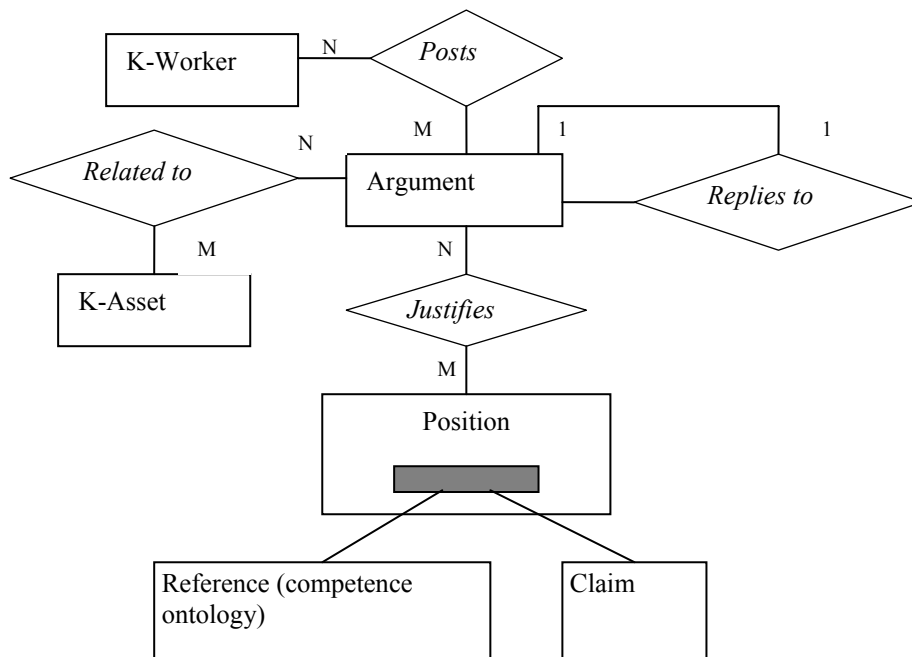 Posts
N
K-Worker
M
1
1
N
Related to
Argument
Replies to
M
N
K-Asset
Justifies
M
Position
Reference (competence
ontology)
Claim